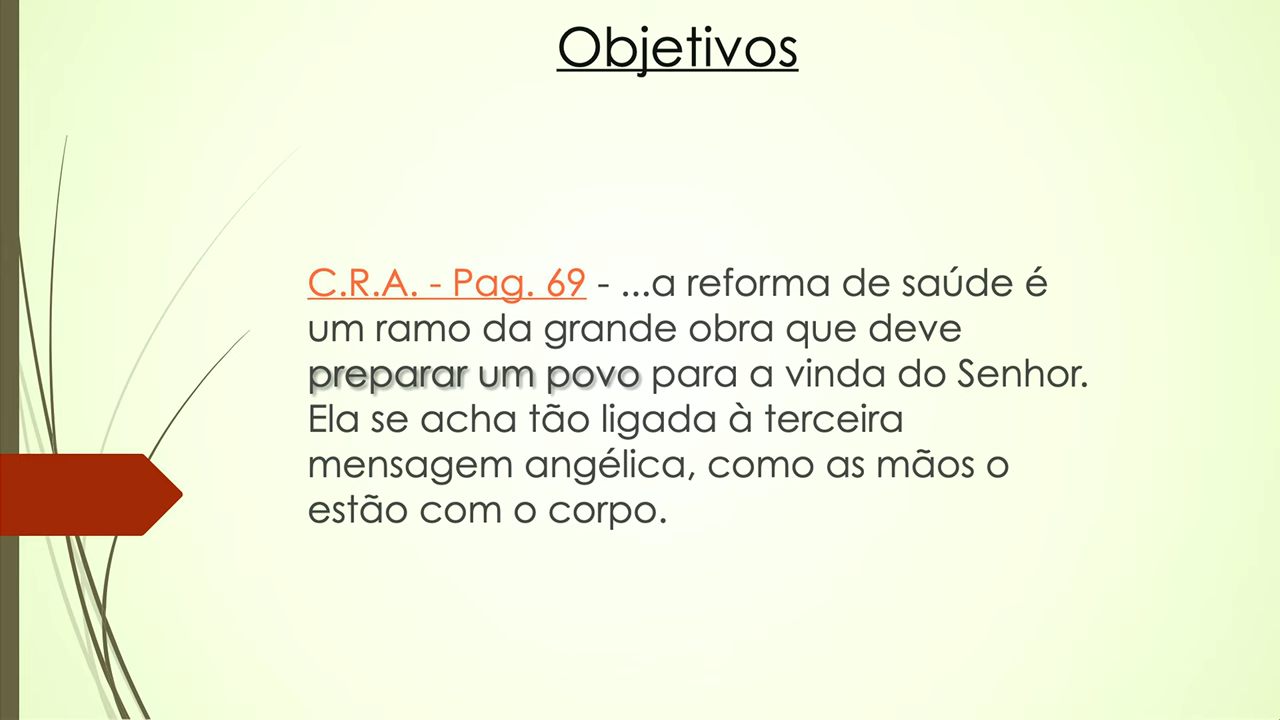 Objetivos
C.R.A. - Pag. 69 - ...a reforma de saúde é
um ramo da grande obra que deve
preparar um povo para a vinda do Senhor.
Ela se acha tão ligada à terceira
mensagem angélica, como as mãos o
estão com o corpo.